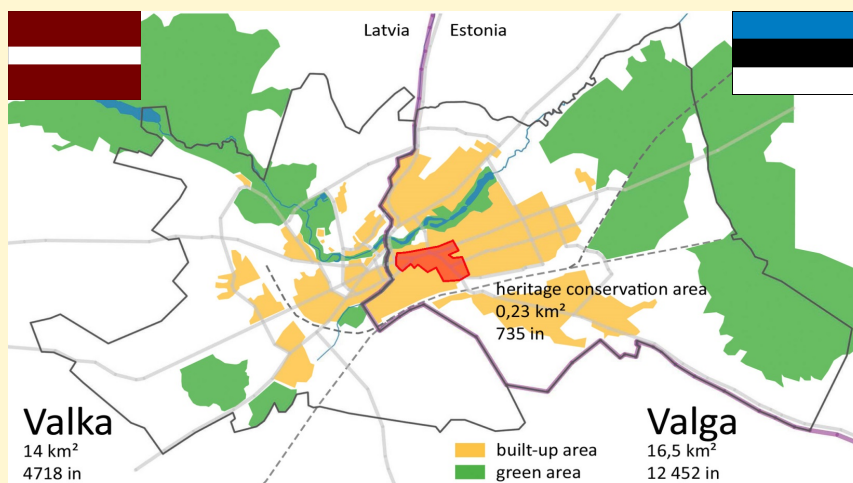 Latvia
Estonia
heritage conservation area
0,23 km²
735 in
Valka
14 km²
4718 in
built-up area
green area
Valga
16,5 km²
12 452 in